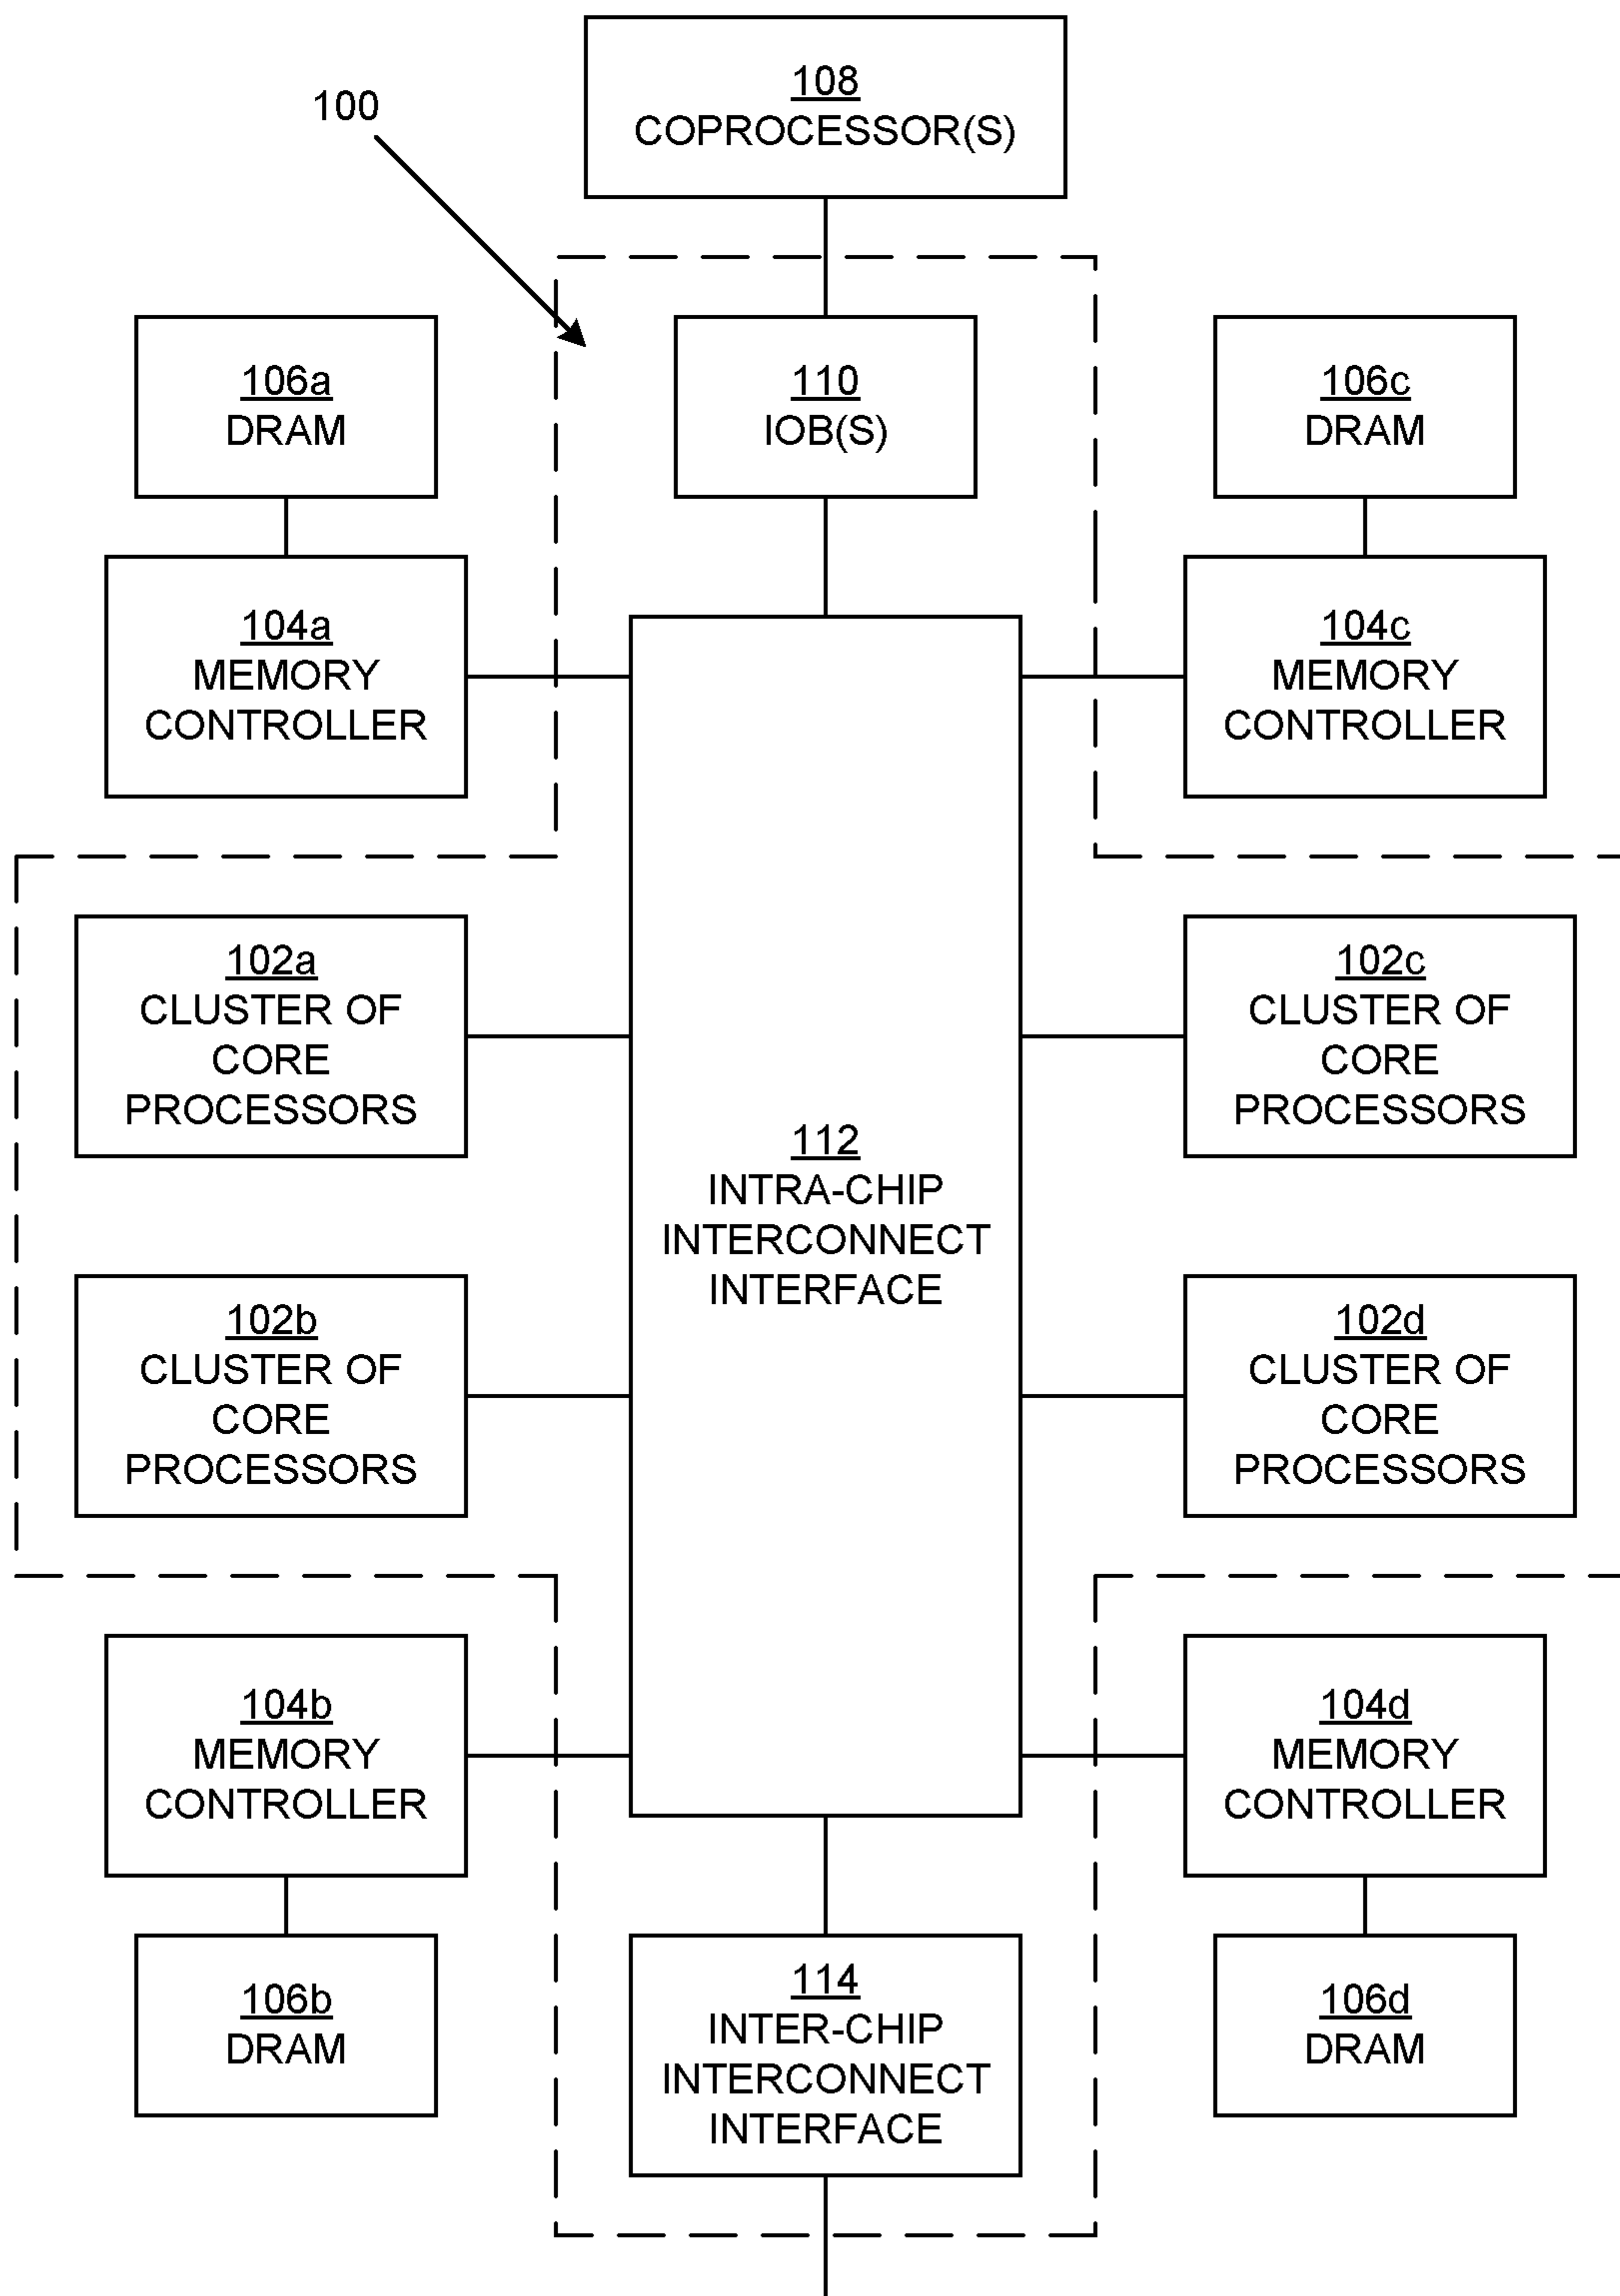 108
COPROCESSOR(S)
100
106a
DRAM
110
IOB(S)
106c
DRAM
104a
MEMORY
CONTROLLER
104c
MEMORY
CONTROLLER
102a
CLUSTER OF
CORE
PROCESSORS
102c
CLUSTER OF
CORE
PROCESSORS
112
INTRA-CHIP
INTERCONNECT
INTERFACE
102b
CLUSTER OF
CORE
PROCESSORS
102d
CLUSTER OF
CORE
PROCESSORS
104b
MEMORY
CONTROLLER
104d
MEMORY
CONTROLLER
106b
DRAM
114
INTER-CHIP
INTERCONNECT
INTERFACE
106d
DRAM